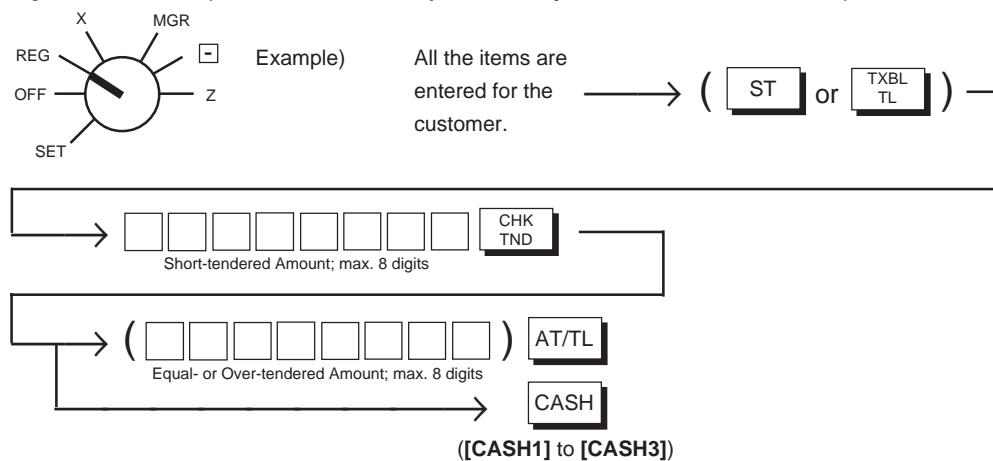 X MGR
REG - Example) All the items are
OFF Z entered for the ( ST or TXBL TL )
SET customer.
CHK
TND
Short-tendered Amount; max. 8 digits
( ) AT/TL
Equal- or Over-tendered Amount; max. 8 digits
CASH
([CASH1] to [CASH3])